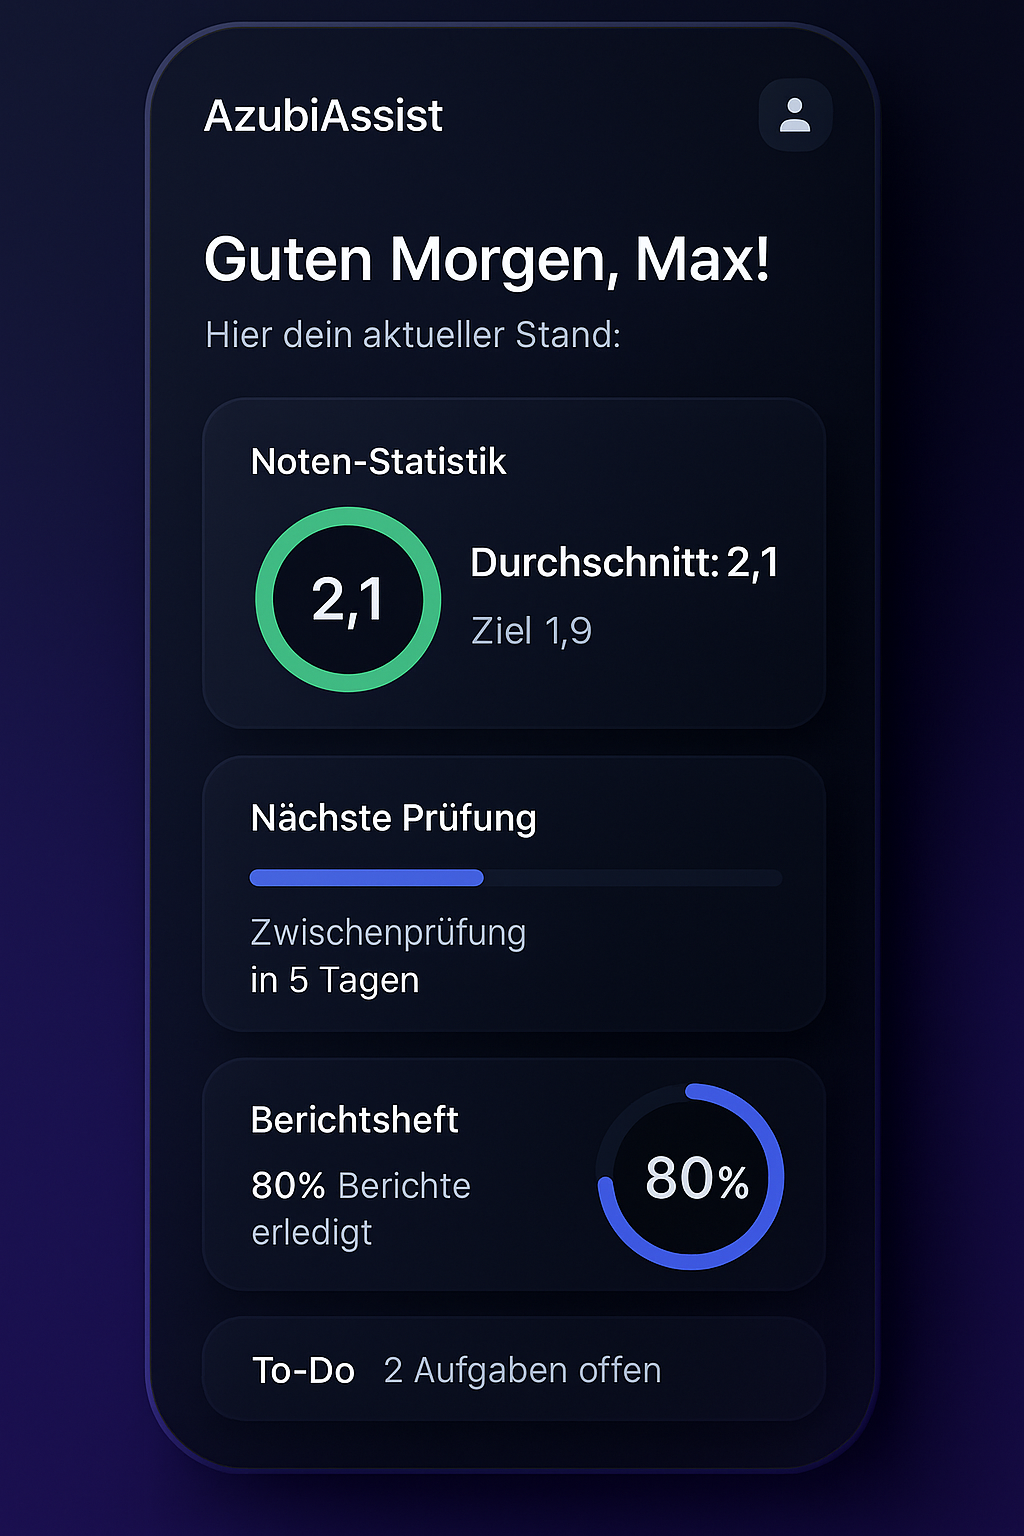 AzubiAssist
Guten Morgen, Max!
Hier dein aktueller Stand:
Noten-Statistik
2,1
Durchschnitt: 2,1
Ziel 1,9
Nächste Prüfung
Zwischenprüfung
in 5 Tagen
Berichtsheft
80% Berichte
erledigt
80%
To-Do 2 Aufgaben offen